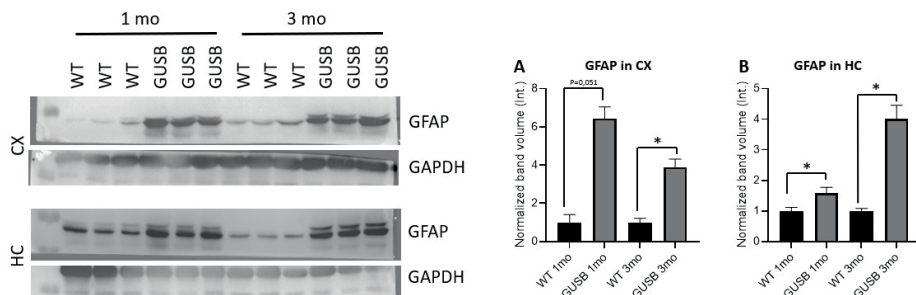 1 mo
3 mo
WT
WT
WT
GUSB
GUSB
GUSB
WT
WT
WT
GUSB
GUSB
GUSB
CX
GFAP
GAPDH
HC
GFAP
GAPDH
A
GFAP in CX
P=0,051
*
Normalized band volume (Int.)
8
6
4
2
0
WT 1mo
GUSB 1mo
WT 3mo
GUSB 3mo
B
GFAP in HC
*
*
Normalized band volume (Int.)
5
4
3
2
1
0
WT 1mo
GUSB 1mo
WT 3mo
GUSB 3mo